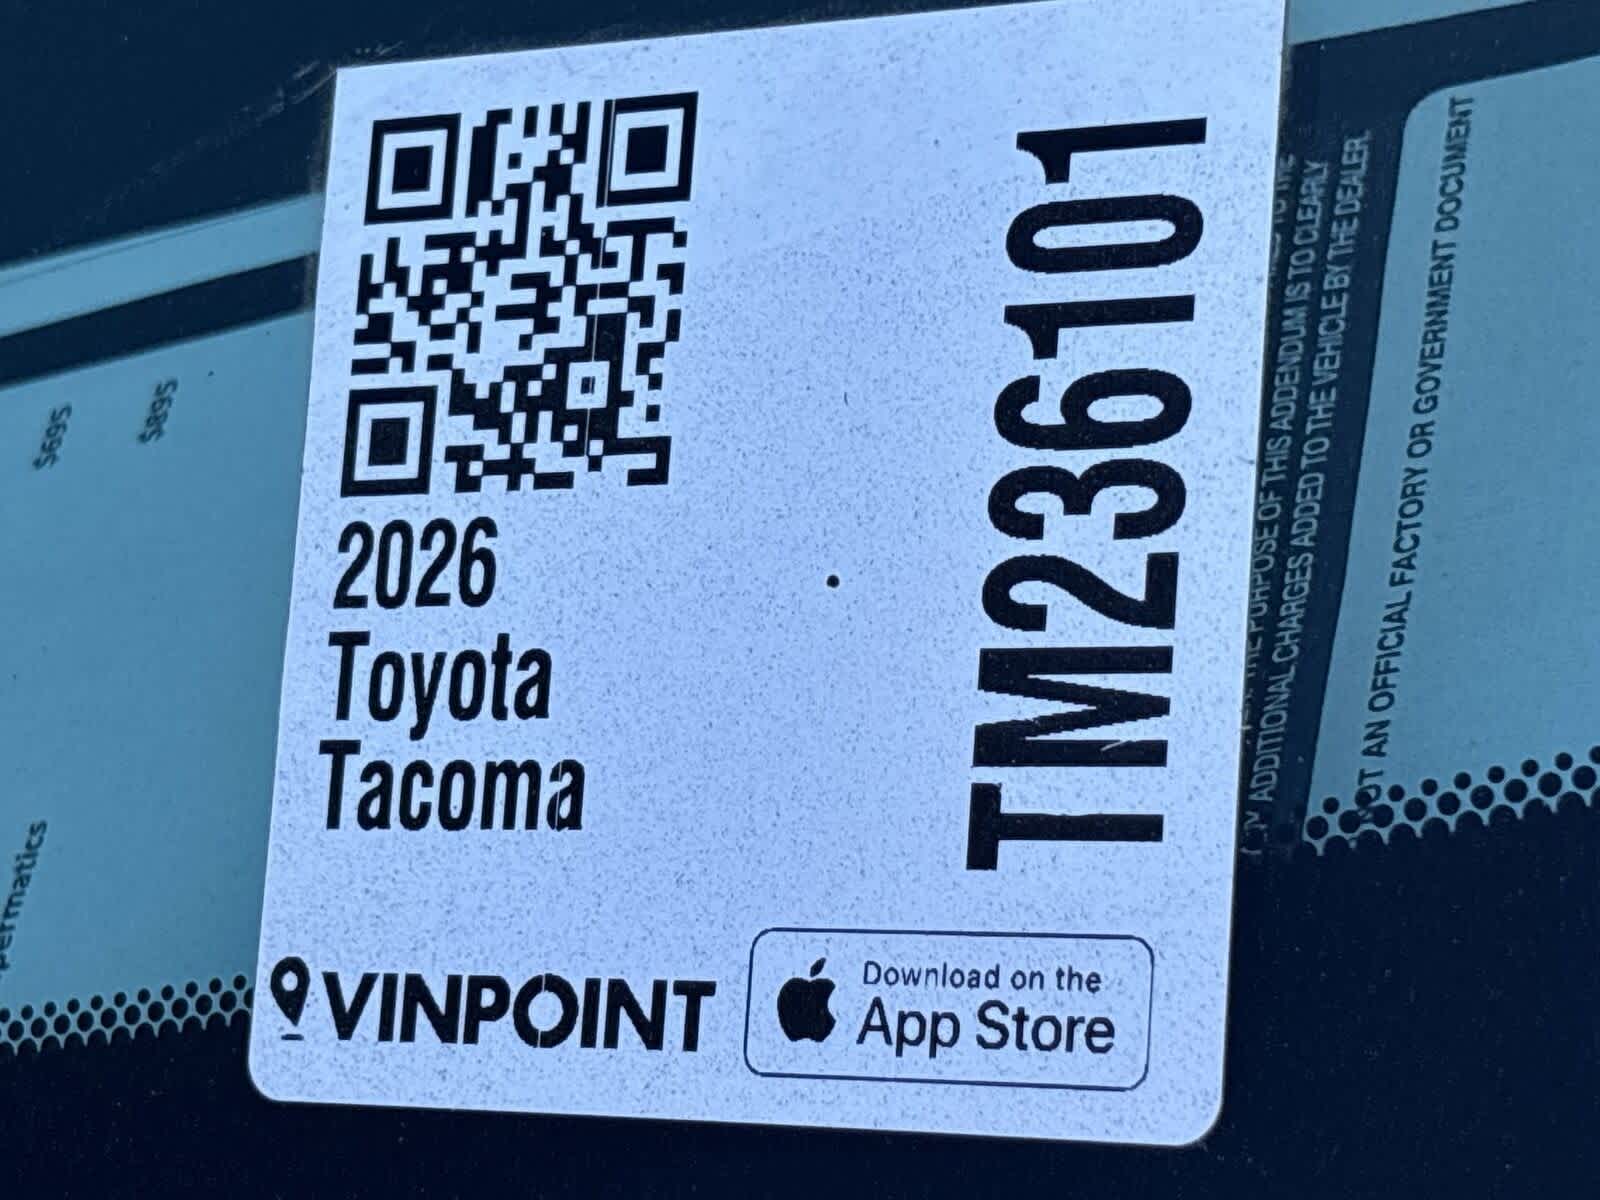 2026
Toyota
Tacoma
TM236101
VINPOINT
Download on the
App Store
$695
$895
permatics
PURPOSE OF THIS ADDENDUM IS TO CLEARLY
ADDITIONAL CHARGES ADDED TO THE VEHICLE BY THE DEALER
NOT AN OFFICIAL FACTORY OR GOVERNMENT DOCUMENT